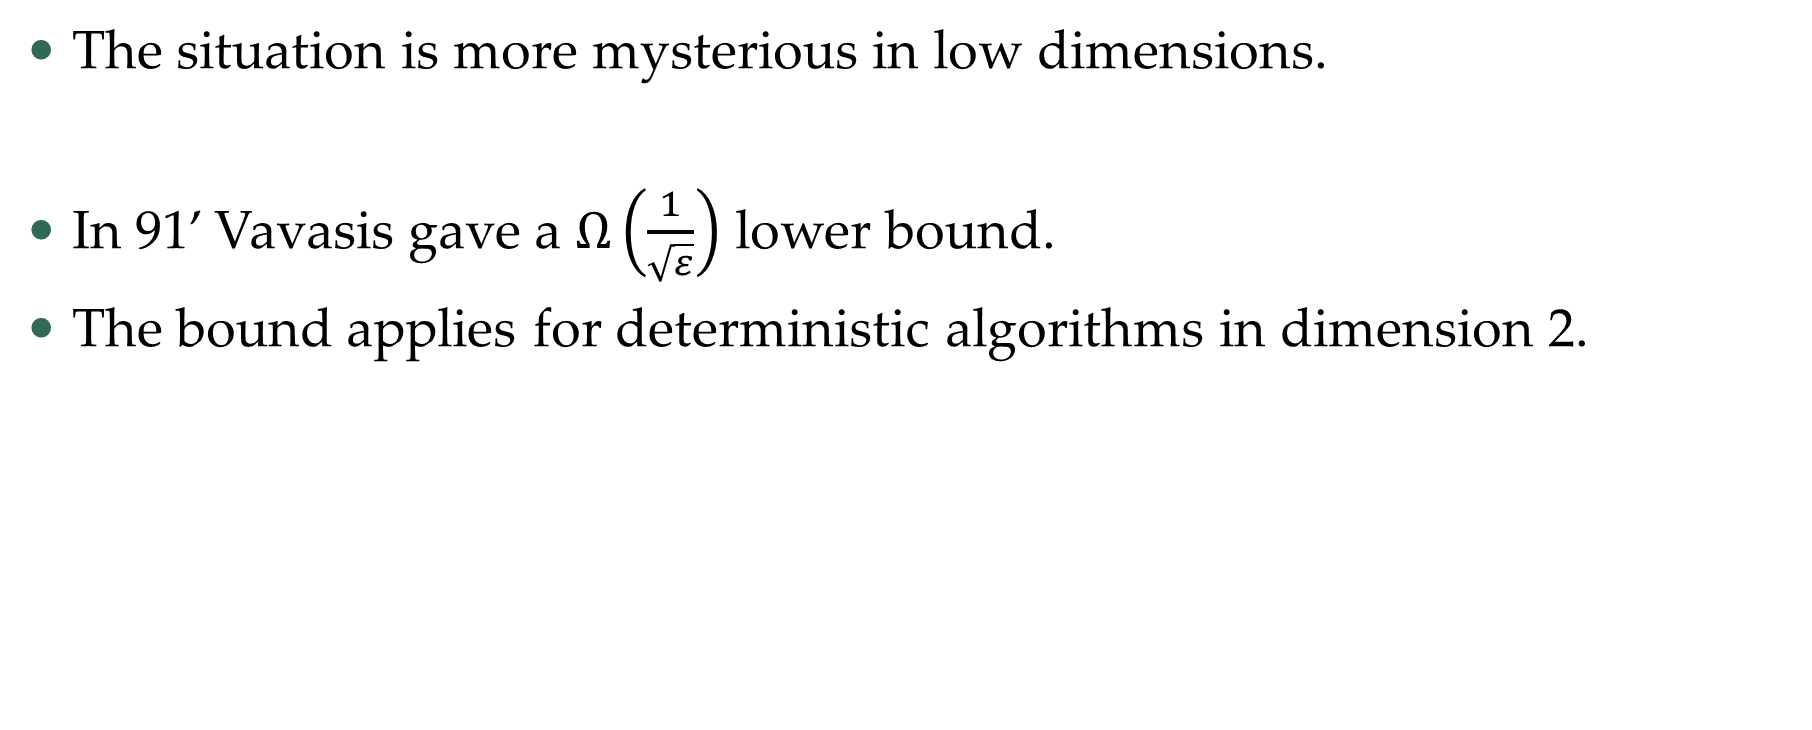 • The situation is more mysterious in low dimensions.
• In 91′ Vavasis gave a Ω(1/√ε) lower bound.
• The bound applies for deterministic algorithms in dimension 2.